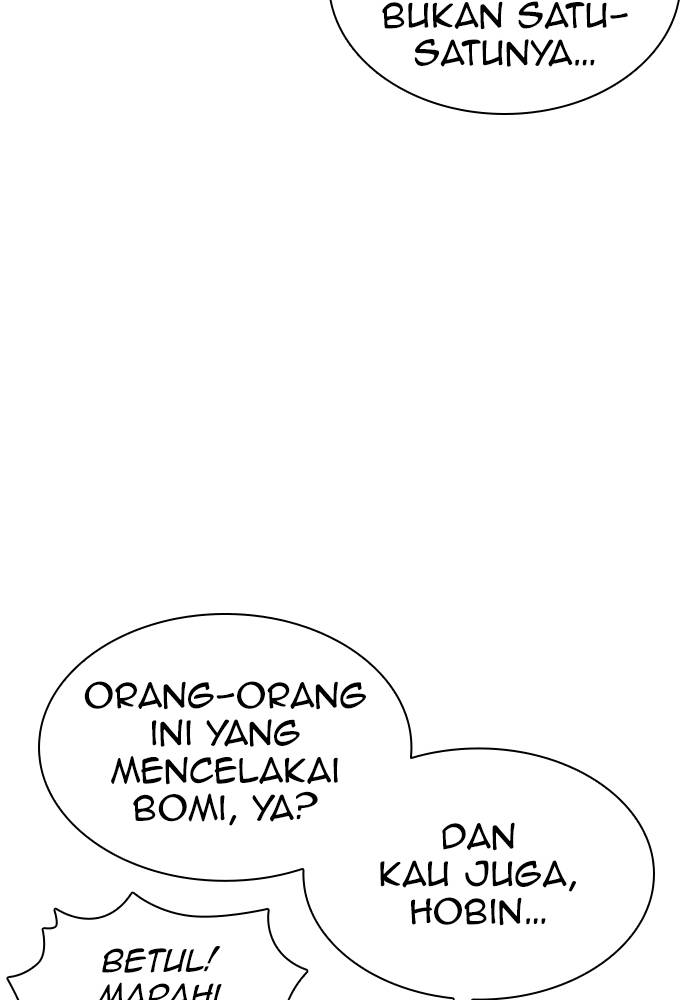 BUKAN SATU-
SATUNYA...
ORANG-ORANG
INI YANG
MENCELAKAI
BOMI, YA?
DAN
KAU JUGA,
HOBIN...
BETUL!